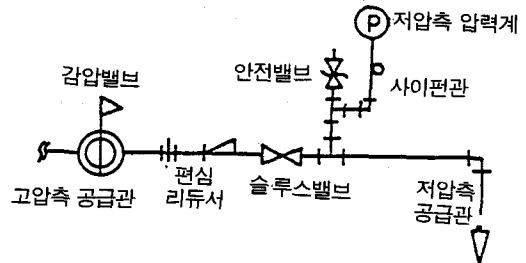 P 저압측 압력계
감압밸브
안전밸브
사이펀관
고압측 공급관
편심
리듀서
슬루스밸브
저압측
공급관